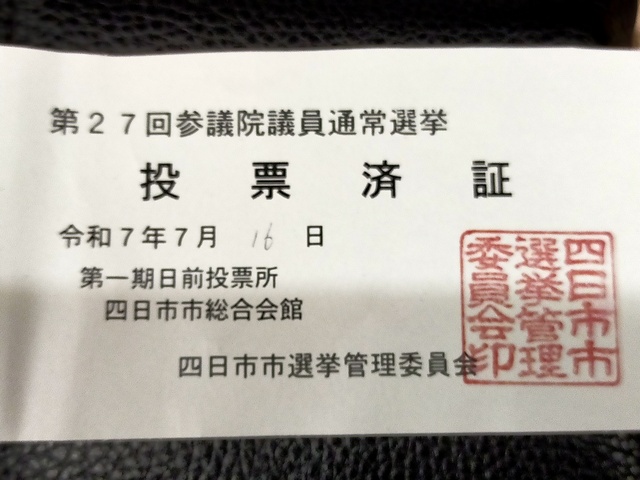 第27回参議院議員通常選挙
投票済証
令和7年7月 16 日
第一期日前投票所
四日市市総合会館
四日市市選挙管理委員会
四日市市
選挙管理
委員会印